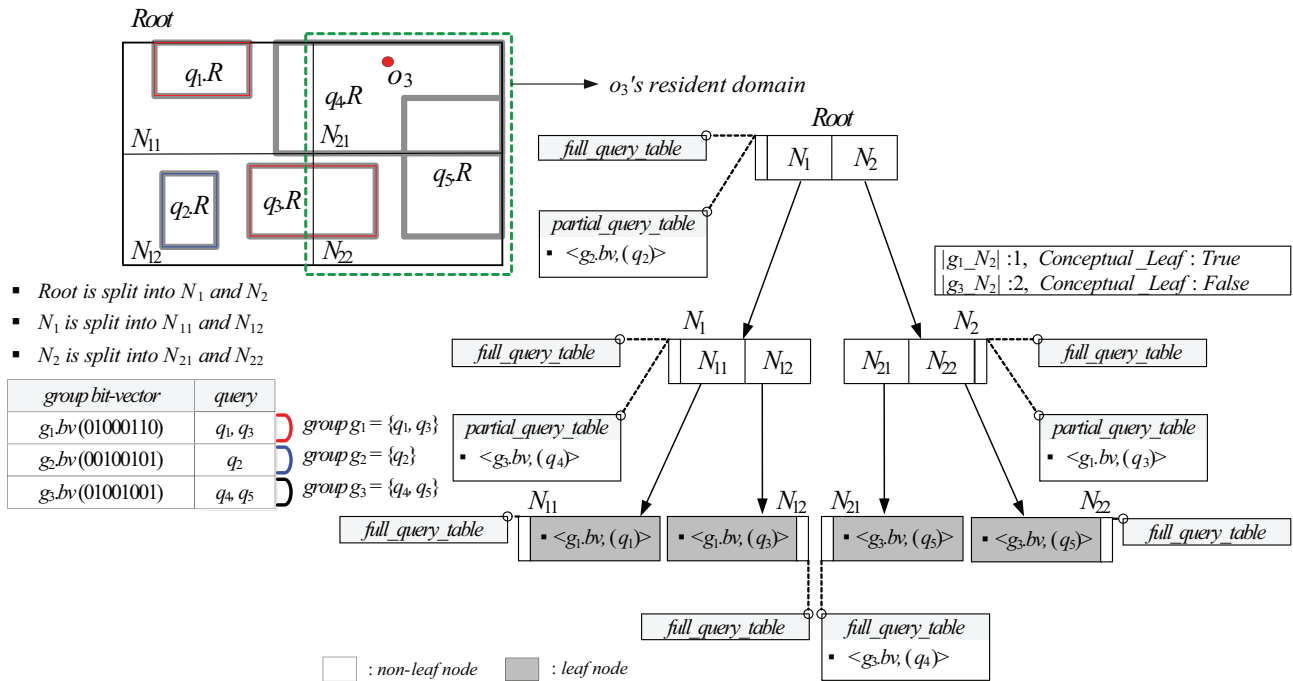 Root
q1.R
o3
q4.R
N11
N21
q2.R
q3.R
q5.R
N12
N22
o3's resident domain
▪ Root is split into N1 and N2
▪ N1 is split into N11 and N12
▪ N2 is split into N21 and N22
group bit-vector query
g1.bv(01000110) q1, q3
g2.bv(00100101) q2
g3.bv(01001001) q4, q5
group g1 = {q1, q3}
group g2 = {q2}
group g3 = {q4, q5}
Root
full_query_table
N1 N2
partial_query_table
▪ <g2.bv, (q2)>
|g1_N2| :1, Conceptual_Leaf : True
|g3_N2| :2, Conceptual_Leaf : False
N1
full_query_table
N11 N12
partial_query_table
▪ <g3.bv, (q4)>
N2
N21 N22
full_query_table
partial_query_table
▪ <g1.bv, (q3)>
N11 N12 N21 N22
full_query_table
▪ <g1.bv, (q1)>
▪ <g1.bv, (q3)>
▪ <g3.bv, (q5)>
▪ <g3.bv, (q5)>
full_query_table
full_query_table
full_query_table
▪ <g3.bv, (q4)>
: non-leaf node
: leaf node